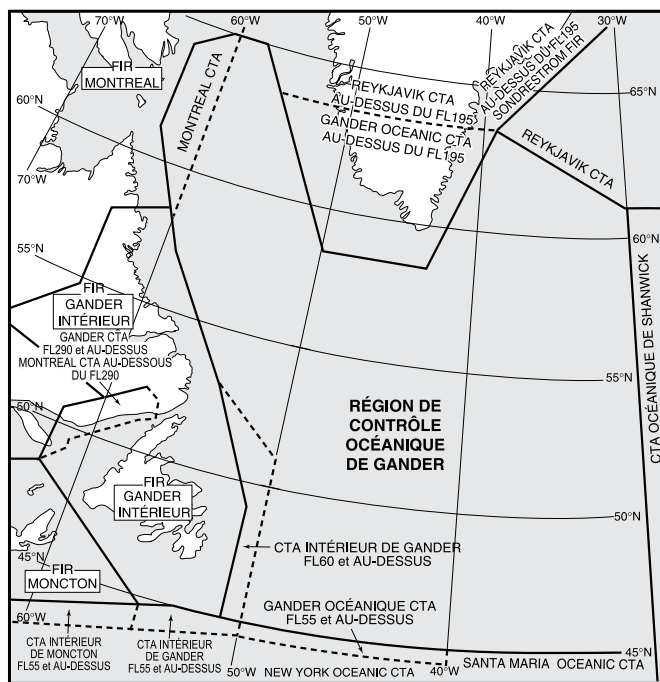 70°W
60°W
50°W
40°W
30°W
FIR
MONTREAL
MONTREAL CTA
REYKJAVIK CTA
AU-DESSUS DU FL195
GANDER OCEANIC CTA
AU-DESSUS DU FL195
REYKJAVIK CTA
AU-DESSUS DU FL195
SONDRESTROM FIR
65°N
60°N
70°W
REYKJAVIK CTA
60°N
55°N
FIR
GANDER
INTÉRIEUR
GANDER CTA
FL290 et AU-DESSUS
MONTREAL CTA AU-DESSOUS
DU FL290
CTA OCÉANIQUE DE SHANWICK
55°N
50°N
RÉGION DE
CONTRÔLE
OCÉANIQUE
DE GANDER
FIR
GANDER
INTÉRIEUR
50°N
CTA INTÉRIEUR DE GANDER
FL60 et AU-DESSUS
45°N
FIR
MONCTON
GANDER OCÉANIQUE CTA
FL55 et AU-DESSUS
60°W
CTA INTÉRIEUR
DE MONCTON
FL55 et AU-DESSUS
CTA INTÉRIEUR
DE GANDER
FL55 et AU-DESSUS
50°W
NEW YORK OCEANIC CTA
40°W
SANTA MARIA OCEANIC CTA
45°N